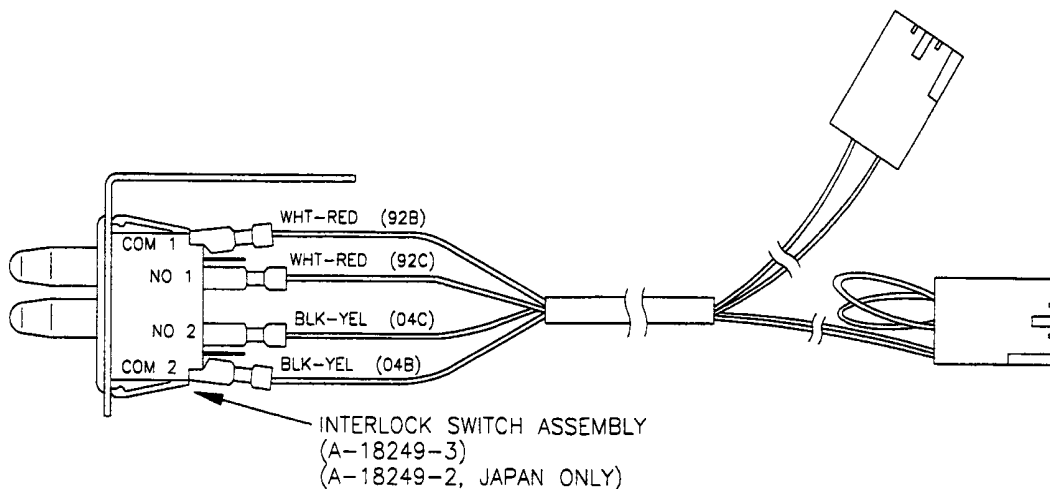 WHT-RED (92B)
COM 1
WHT-RED (92C)
NO 1
BLK-YEL (04C)
NO 2
BLK-YEL (04B)
COM 2
INTERLOCK SWITCH ASSEMBLY
(A-18249-3)
(A-18249-2, JAPAN ONLY)